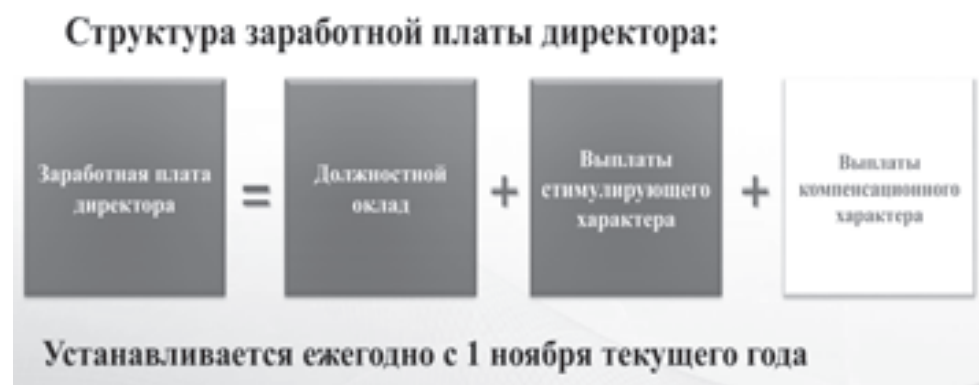 Структура заработной платы директора:
Заработная плата
директора
=
Должностной
оклад
+
Выплаты
стимулирующего
характера
+
Выплаты
компенсационного
характера
Устанавливается ежегодно с 1 ноября текущего года